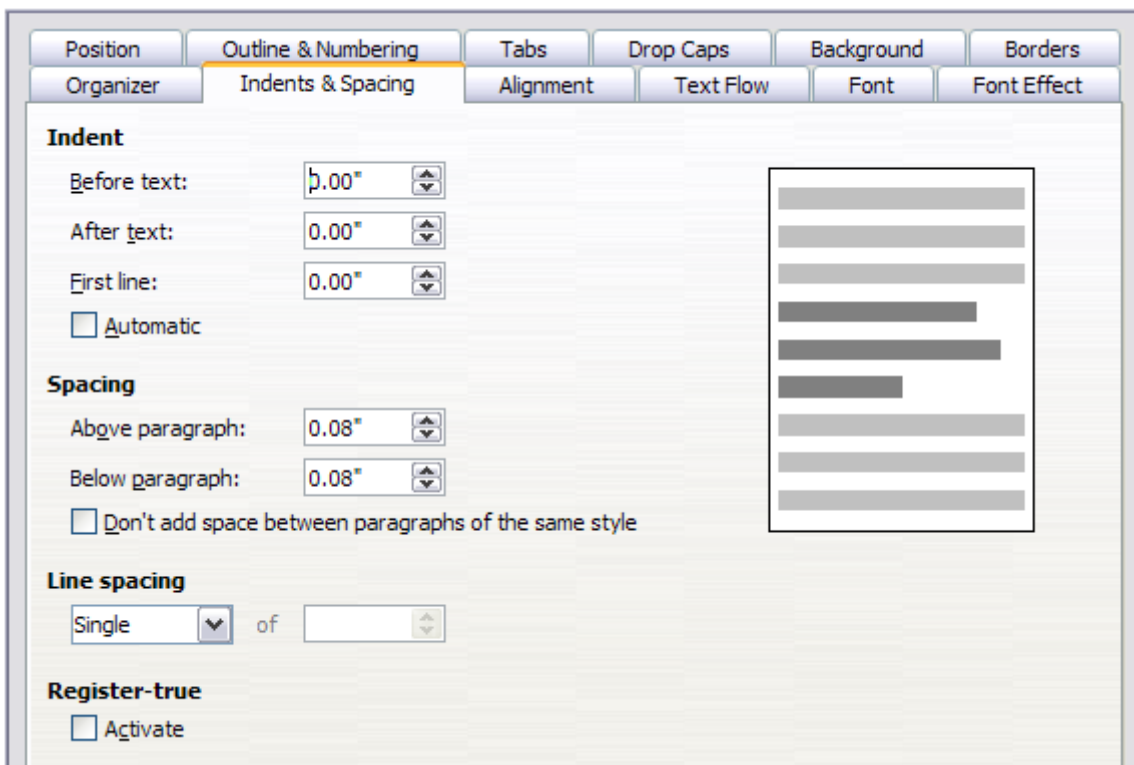 Position Outline & Numbering Tabs Drop Caps Background Borders
Organizer Indents & Spacing Alignment Text Flow Font Font Effect
Indent
Before text: 0.00"
After text: 0.00"
First line: 0.00"
Automatic
Spacing
Above paragraph: 0.08"
Below paragraph: 0.08"
Don't add space between paragraphs of the same style
Line spacing
Single of
Register-true
Activate